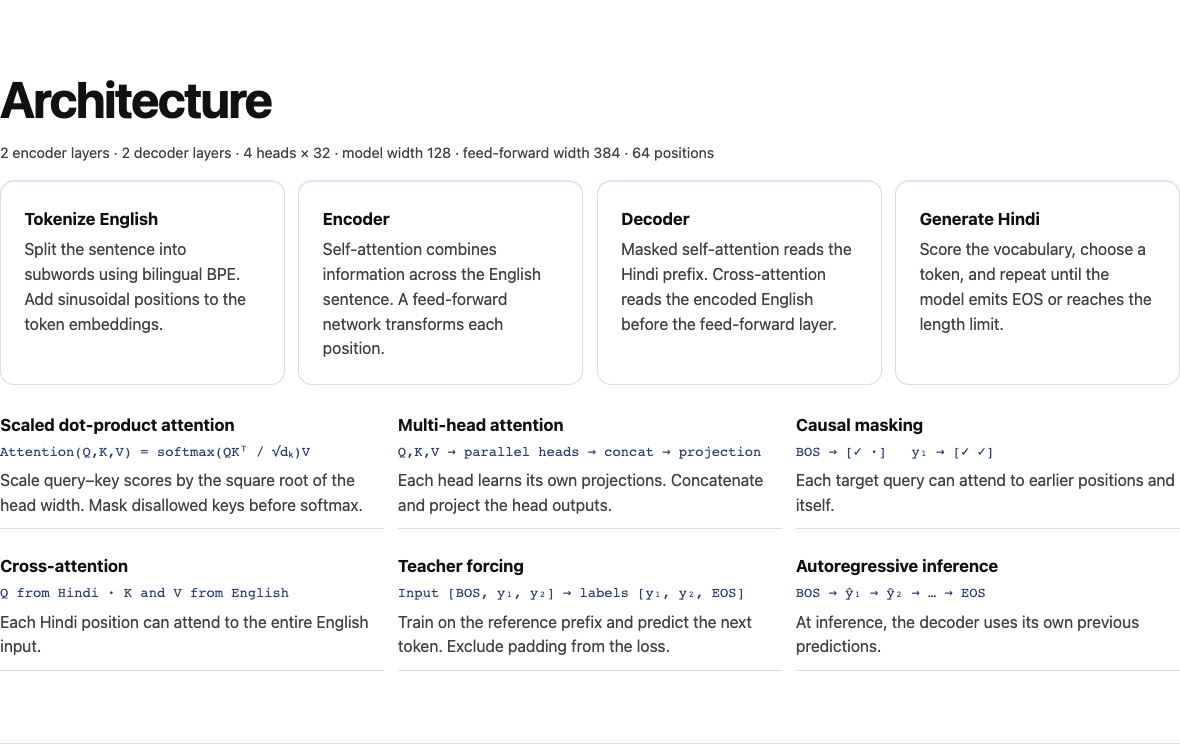 Architecture
2 encoder layers · 2 decoder layers · 4 heads × 32 · model width 128 · feed-forward width 384 · 64 positions
Tokenize English
Split the sentence into
subwords using bilingual BPE.
Add sinusoidal positions to the
token embeddings.
Encoder
Self-attention combines
information across the English
sentence. A feed-forward
network transforms each
position.
Decoder
Masked self-attention reads the
Hindi prefix. Cross-attention
reads the encoded English
before the feed-forward layer.
Generate Hindi
Score the vocabulary, choose a
token, and repeat until the
model emits EOS or reaches the
length limit.
Scaled dot-product attention
Attention(Q,K,V) = softmax(QKᵀ / √dₖ)V
Scale query–key scores by the square root of the
head width. Mask disallowed keys before softmax.
Multi-head attention
Q,K,V → parallel heads → concat → projection
Each head learns its own projections. Concatenate
and project the head outputs.
Causal masking
BOS → [✓ ·]   y₁ → [✓ ✓]
Each target query can attend to earlier positions and
itself.
Cross-attention
Q from Hindi · K and V from English
Each Hindi position can attend to the entire English
input.
Teacher forcing
Input [BOS, y₁, y₂] → labels [y₁, y₂, EOS]
Train on the reference prefix and predict the next
token. Exclude padding from the loss.
Autoregressive inference
BOS → ŷ₁ → ŷ₂ → … → EOS
At inference, the decoder uses its own previous
predictions.